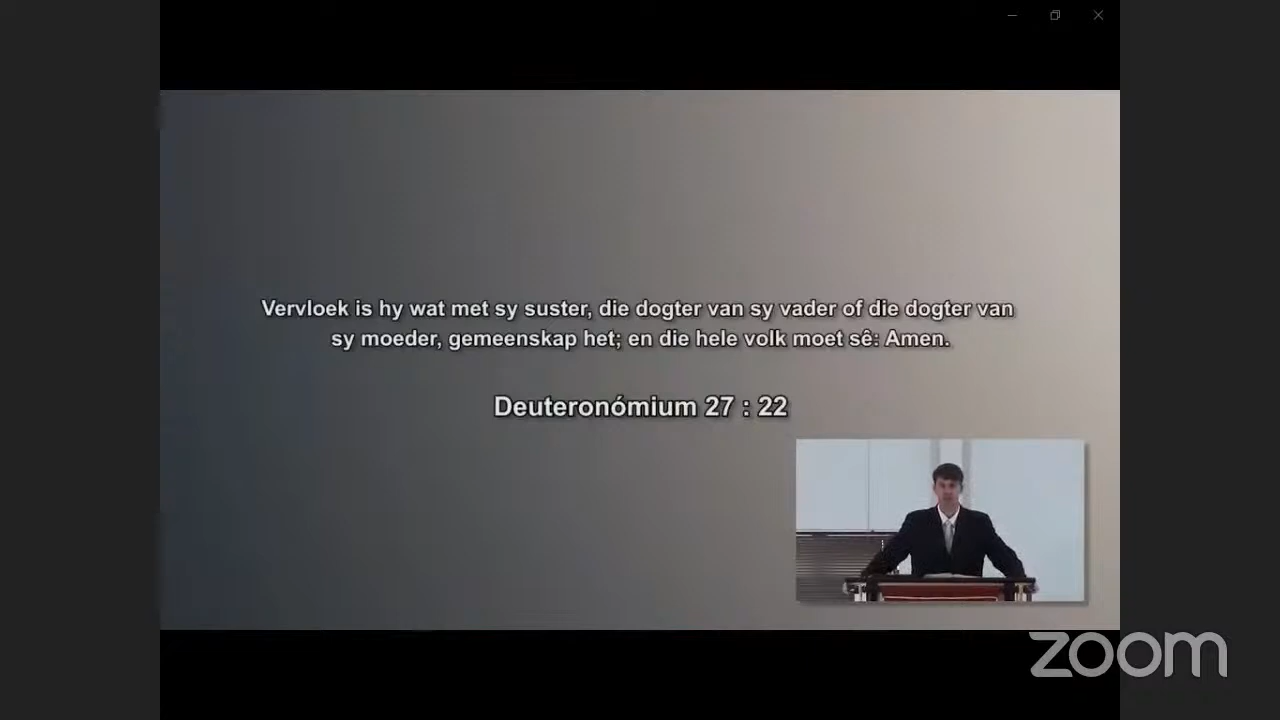 Vervloek is hy wat met sy suster, die dogter van sy vader of die dogter van
sy moeder, gemeenskap het; en die hele volk moet sê: Amen.
Deuteronómium 27 : 22
zoom